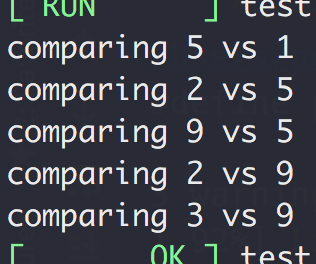 [ RUN      ] test
comparing 5 vs 1
comparing 2 vs 5
comparing 9 vs 5
comparing 2 vs 9
comparing 3 vs 9
[       OK ] test